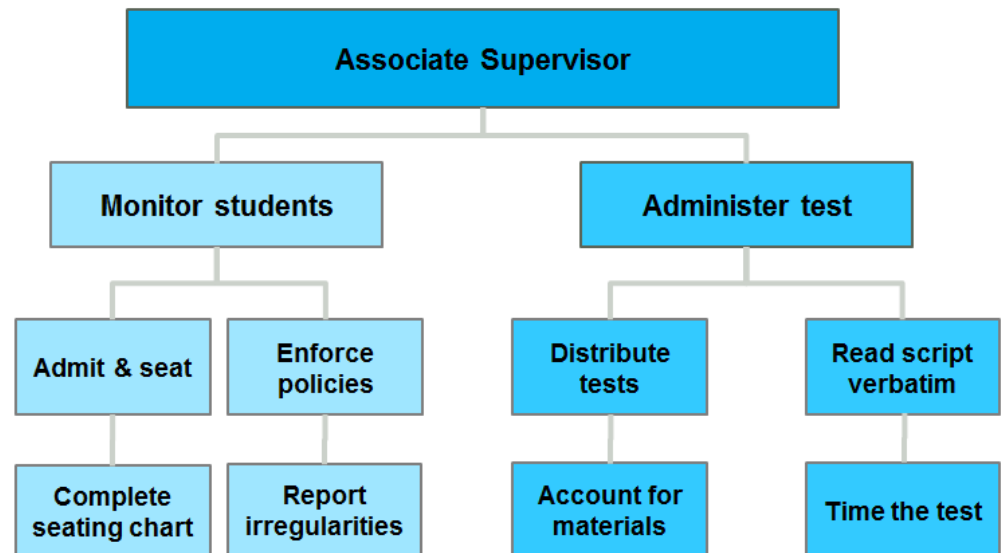 Associate Supervisor
Monitor students
Administer test
Admit & seat
Enforce
policies
Distribute
tests
Read script
verbatim
Complete
seating chart
Report
irregularities
Account for
materials
Time the test